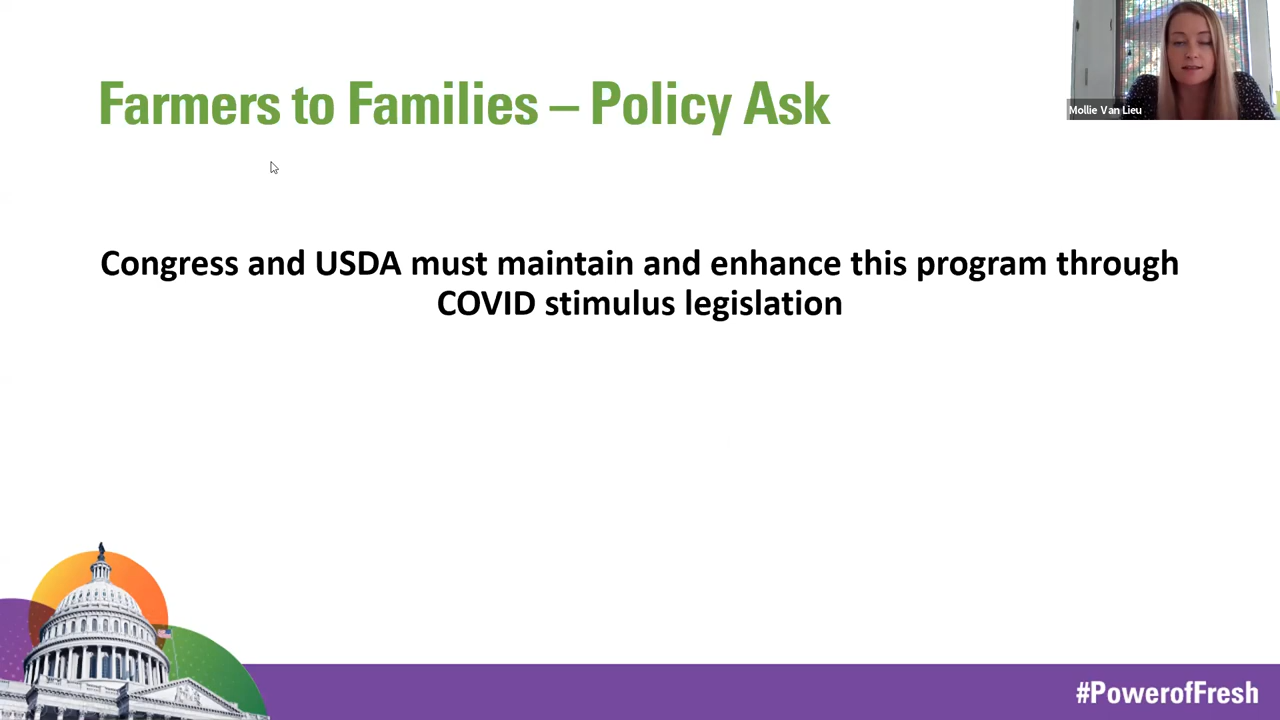 Farmers to Families – Policy Ask
Mollie Van Lieu
Congress and USDA must maintain and enhance this program through
COVID stimulus legislation
#PowerofFresh